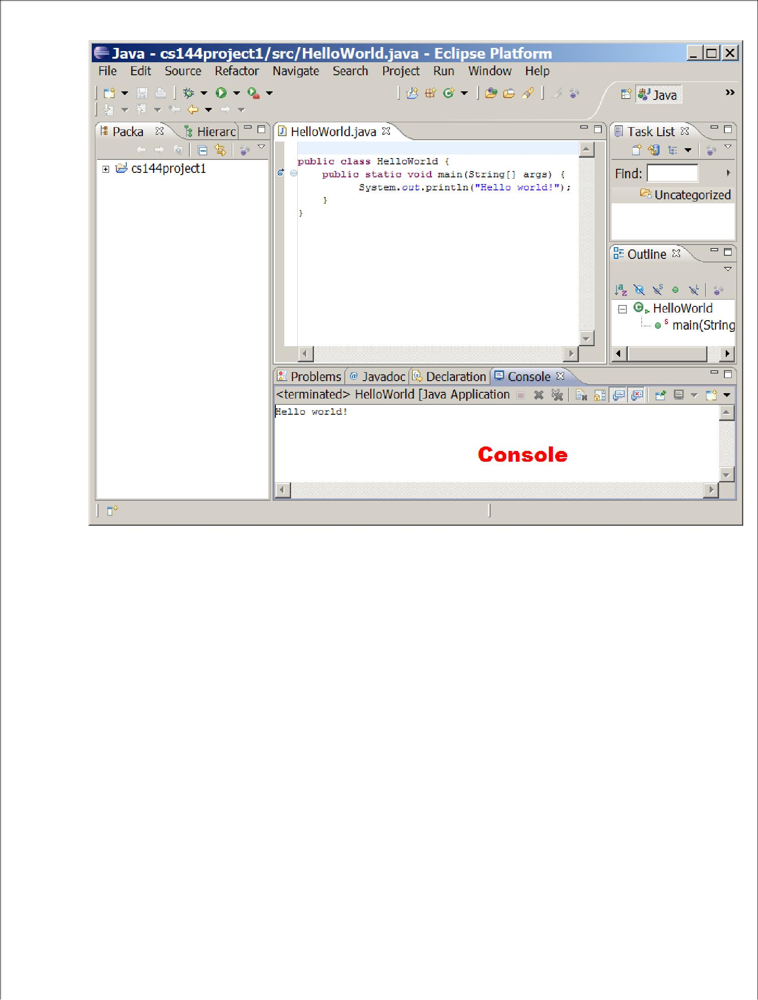 Java - cs144project1/src/HelloWorld.java - Eclipse Platform
File Edit Source Refactor Navigate Search Project Run Window Help
Java
Packa
Hierarc
cs144project1
HelloWorld.java
public class HelloWorld {
public static void main(String[] args) {
System.out.println("Hello world!");
}
}
Task List
Find:
Uncategorized
Outline
HelloWorld
main(String
Problems @ Javadoc Declaration Console
<terminated> HelloWorld [Java Application
Hello world!
Console